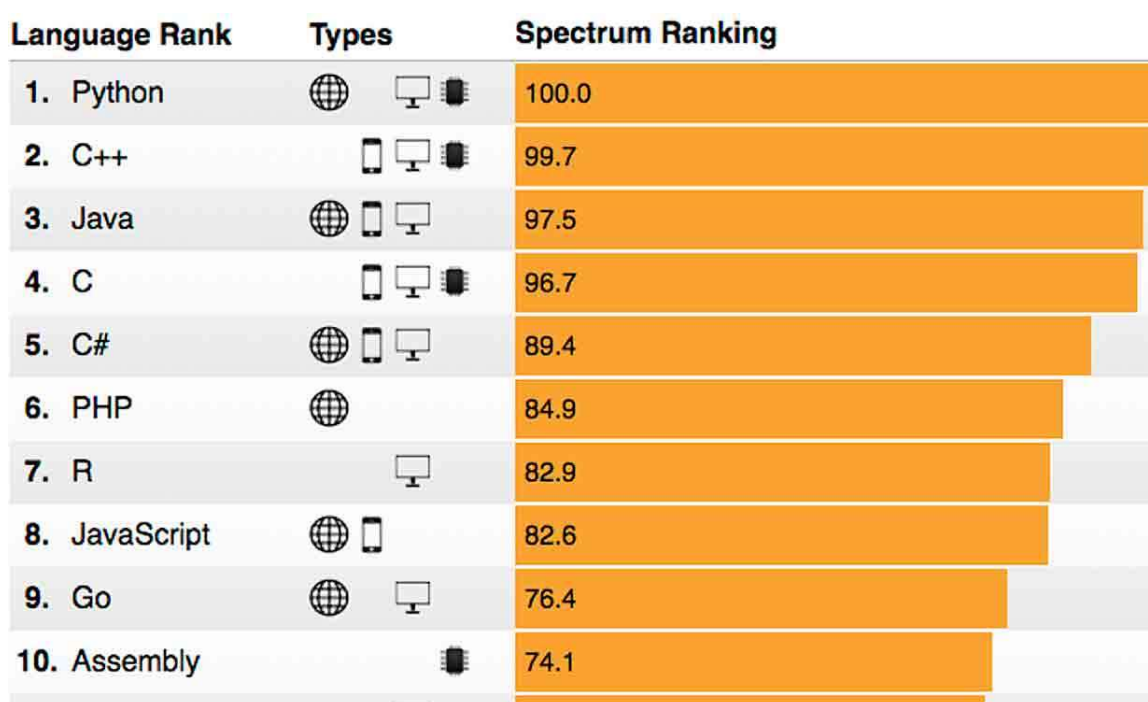 Language Rank Types Spectrum Ranking
1. Python 100.0
2. C++ 99.7
3. Java 97.5
4. C 96.7
5. C# 89.4
6. PHP 84.9
7. R 82.9
8. JavaScript 82.6
9. Go 76.4
10. Assembly 74.1